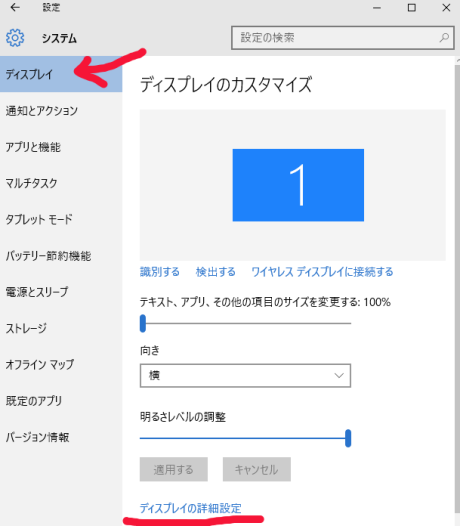 設定
システム
設定の検索
ディスプレイ
通知とアクション
アプリと機能
マルチタスク
タブレット モード
バッテリー節約機能
電源とスリープ
ストレージ
オフライン マップ
既定のアプリ
バージョン情報
ディスプレイのカスタマイズ
1
識別する 検出する ワイヤレス ディスプレイに接続する
テキスト、アプリ、その他の項目のサイズを変更する: 100%
向き
横
明るさレベルの調整
適用する キャンセル
ディスプレイの詳細設定